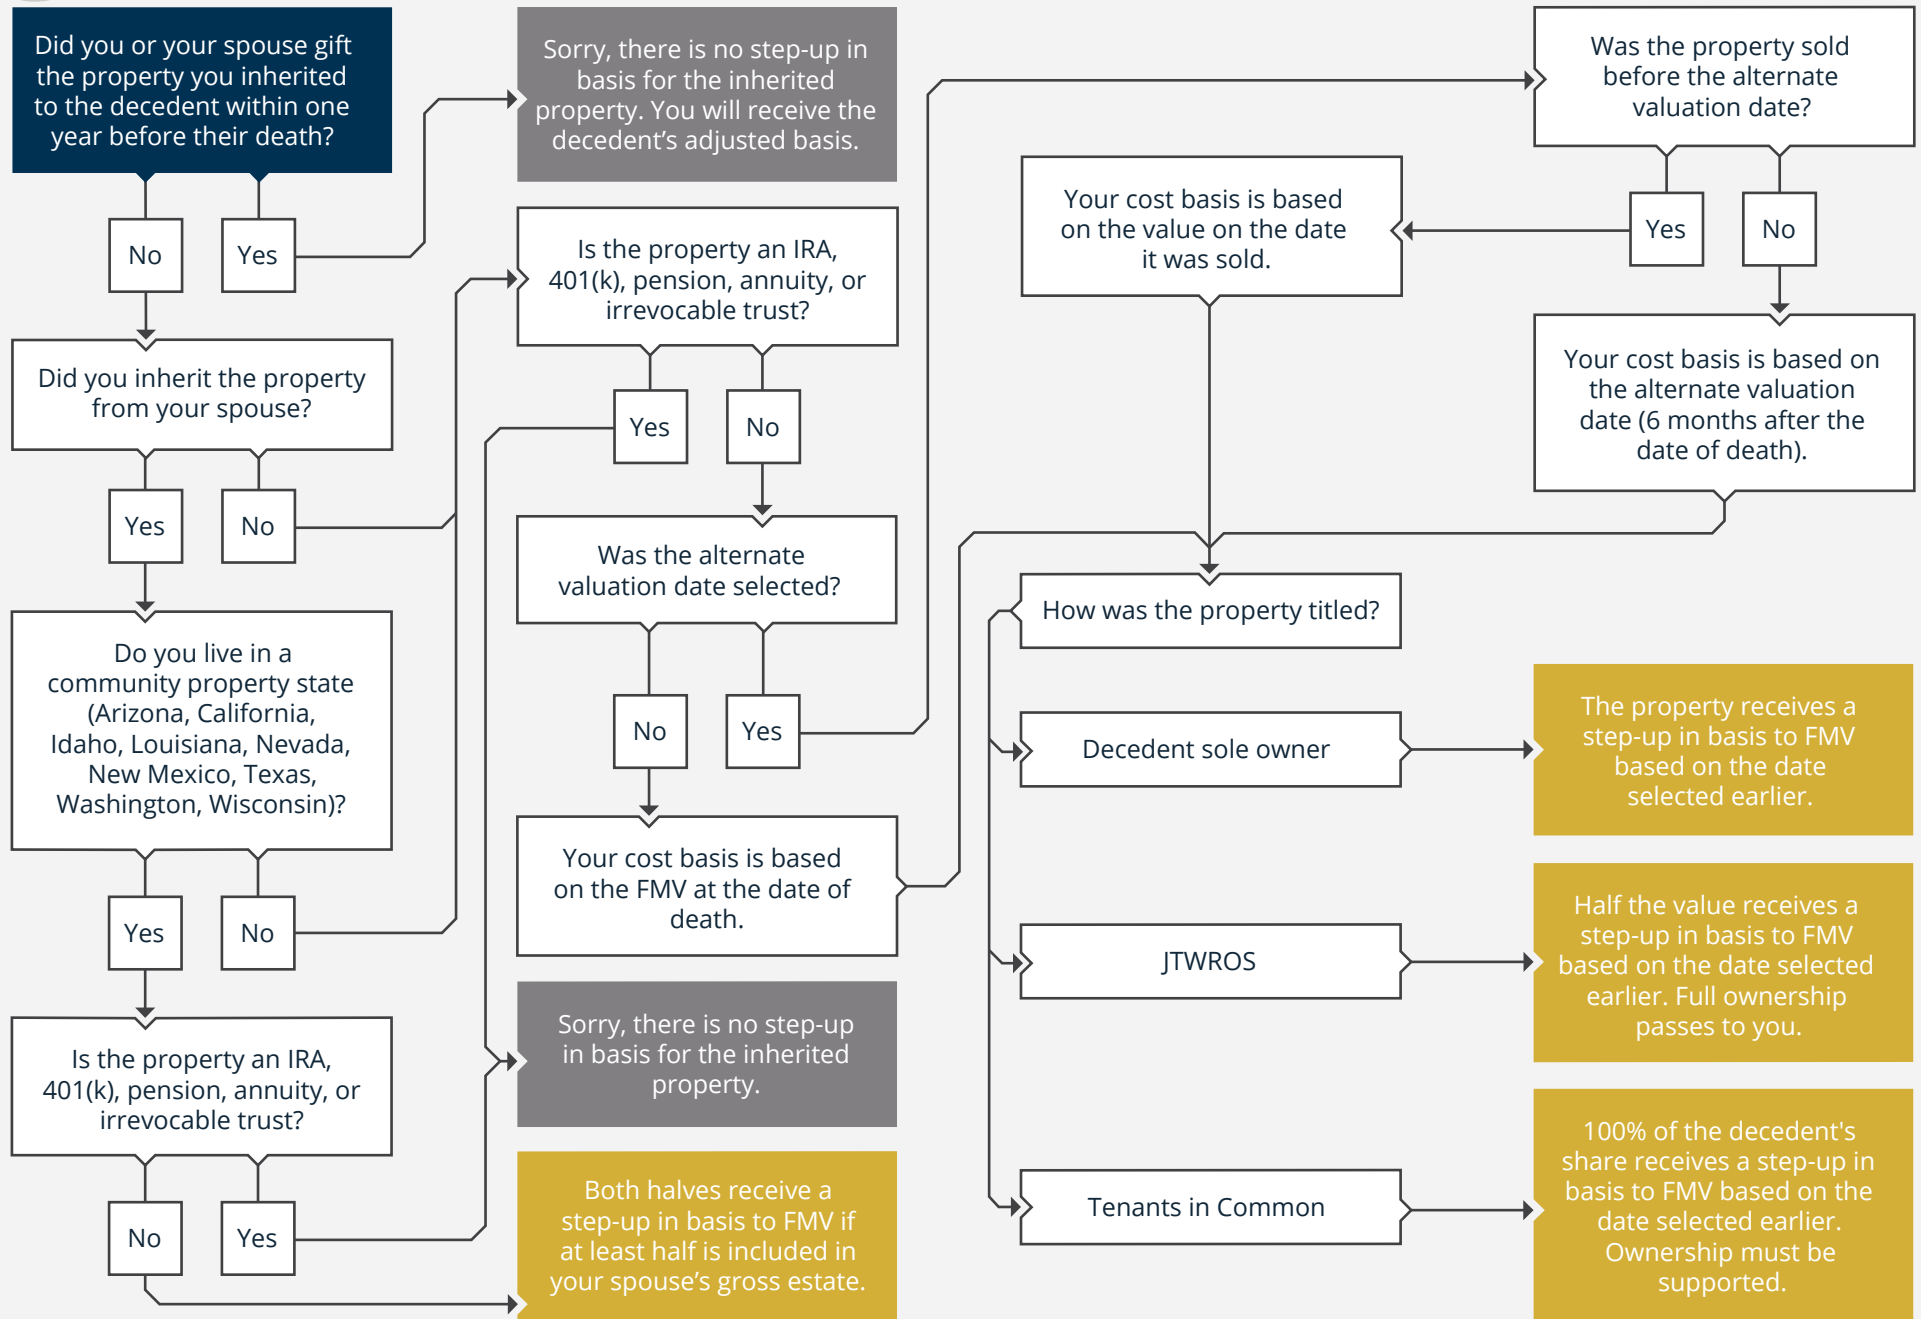 Did you or your spouse gift
the property you inherited
to the decedent within one
year before their death?
No
Yes
Did you inherit the property
from your spouse?
Yes
No
Do you live in a
community property state
(Arizona, California,
Idaho, Louisiana, Nevada,
New Mexico, Texas,
Washington, Wisconsin)?
Yes
No
Is the property an IRA,
401(k), pension, annuity, or
irrevocable trust?
No
Yes
Sorry, there is no step-up in
basis for the inherited
property. You will receive the
decedent’s adjusted basis.
Is the property an IRA,
401(k), pension, annuity, or
irrevocable trust?
Yes
No
Was the alternate
valuation date selected?
No
Yes
Your cost basis is based
on the FMV at the date of
death.
Sorry, there is no step-up
in basis for the inherited
property.
Both halves receive a
step-up in basis to FMV if
at least half is included in
your spouse’s gross estate.
Was the property sold
before the alternate
valuation date?
Yes
No
Your cost basis is based
on the value on the date
it was sold.
Your cost basis is based on
the alternate valuation
date (6 months after the
date of death).
How was the property titled?
Decedent sole owner
The property receives a
step-up in basis to FMV
based on the date
selected earlier.
JTWROS
Half the value receives a
step-up in basis to FMV
based on the date selected
earlier. Full ownership
passes to you.
Tenants in Common
100% of the decedent's
share receives a step-up in
basis to FMV based on the
date selected earlier.
Ownership must be
supported.